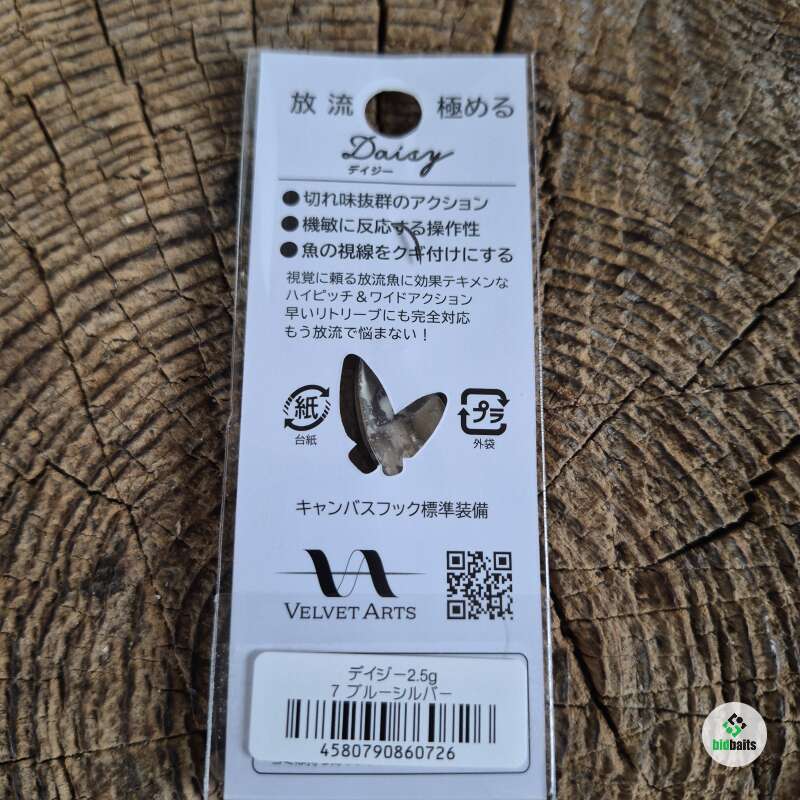 放流 極める
Daisy
デイジー
●切れ味抜群のアクション
●機敏に反応する操作性
●魚の視線をクギ付けにする
視覚に頼る放流魚に効果テキメンな
ハイピッチ＆ワイドアクション
早いリトリーブにも完全対応
もう放流で悩まない！
紙
台紙
プラ
外袋
キャンバスフック標準装備
VELVET ARTS
デイジー2.5g
7 ブルーシルバー
4580790860726
bidbaits